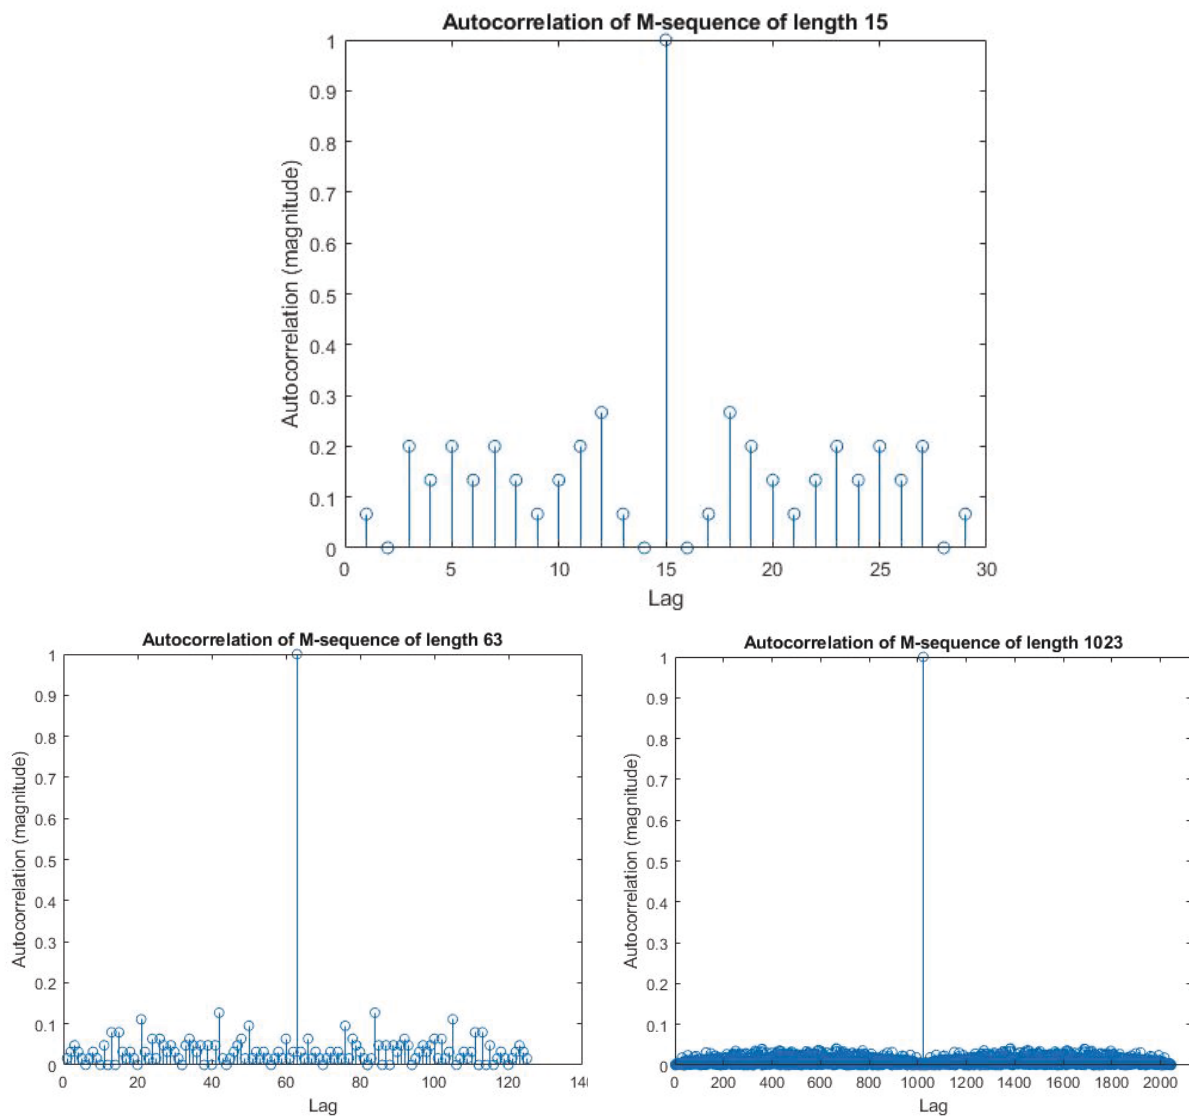 Autocorrelation of M-sequence of length 15
1
0.9
0.8
0.7
0.6
0.5
0.4
0.3
0.2
0.1
0
Autocorrelation (magnitude)
0 5 10 15 20 25 30
Lag
Autocorrelation of M-sequence of length 63
1
0.9
0.8
0.7
0.6
0.5
0.4
0.3
0.2
0.1
0
Autocorrelation (magnitude)
0 20 40 60 80 100 120 14
Lag
Autocorrelation of M-sequence of length 1023
1
0.9
0.8
0.7
0.6
0.5
0.4
0.3
0.2
0.1
0
Autocorrelation (magnitude)
0 200 400 600 800 1000 1200 1400 1600 1800 2000
Lag